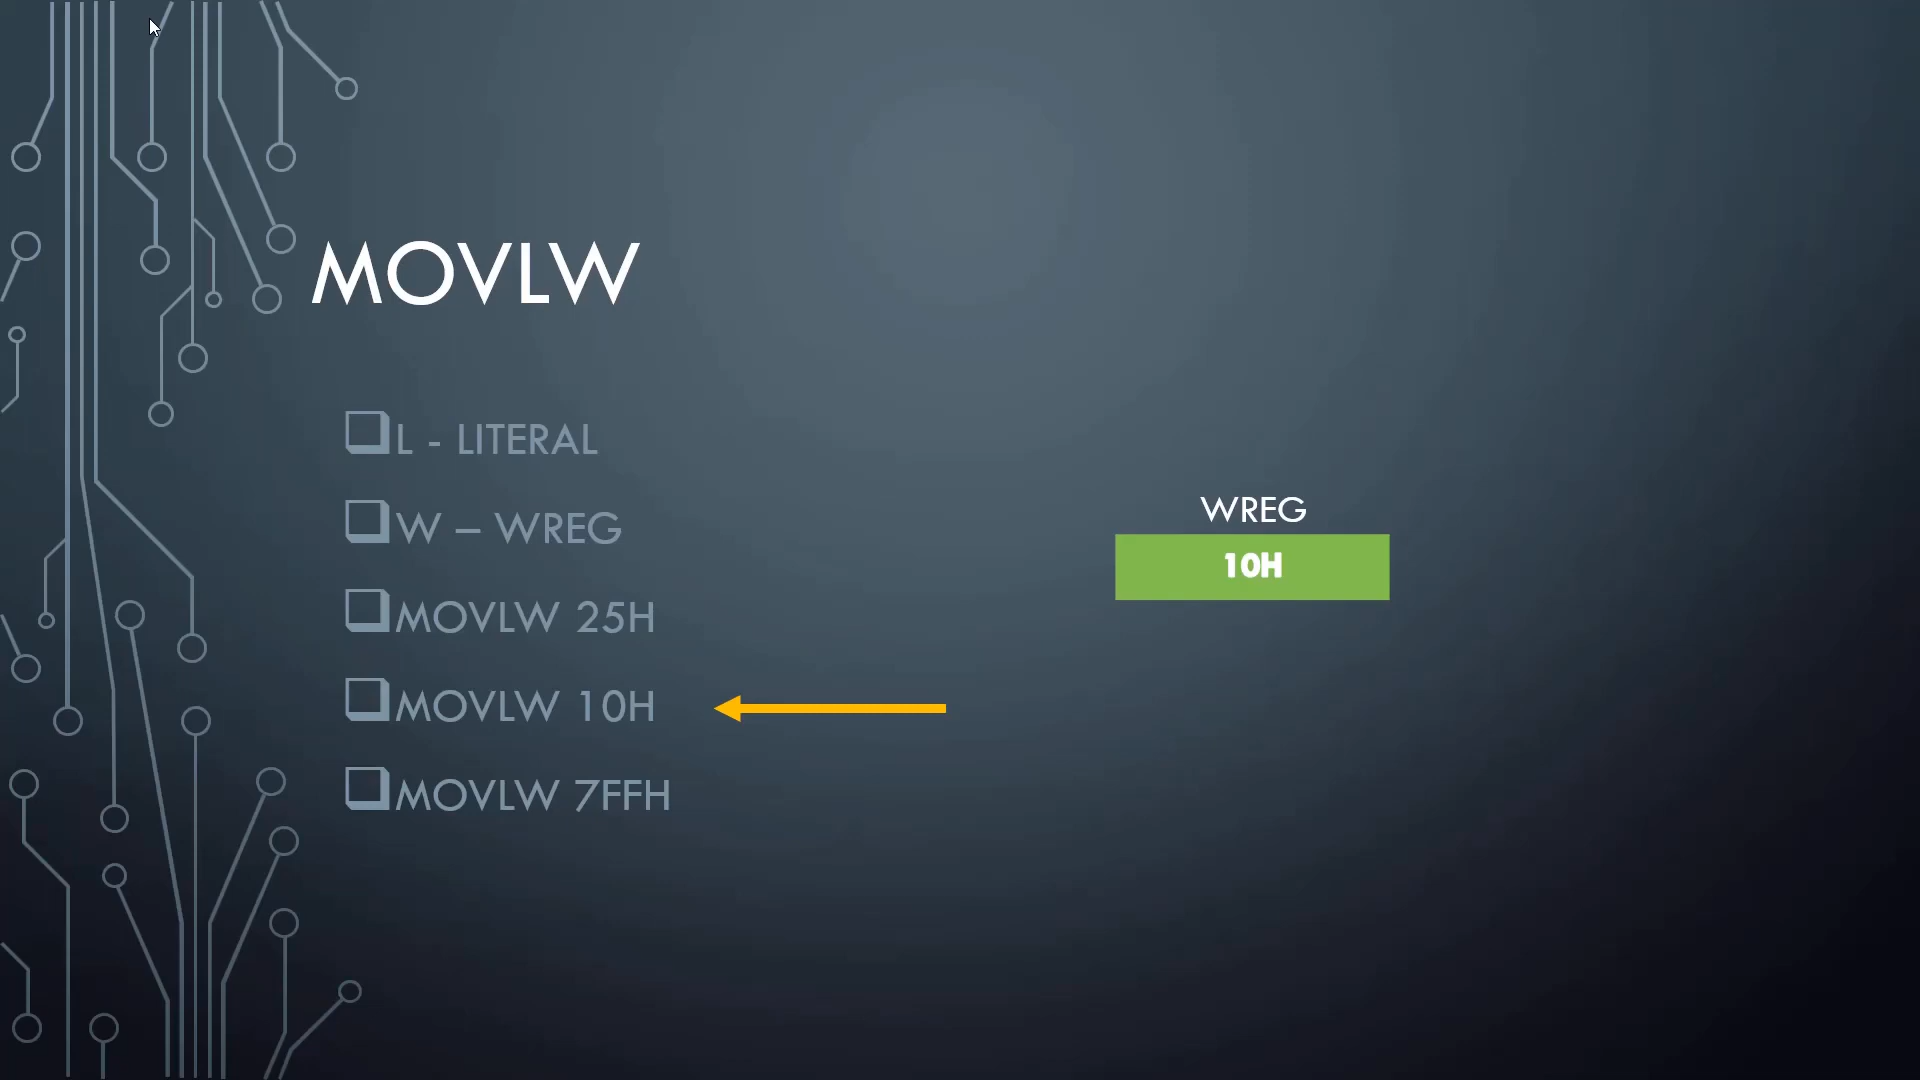 MOVLW
L - LITERAL
W – WREG
MOVLW 25H
MOVLW 10H
MOVLW 7FFH
WREG
10H